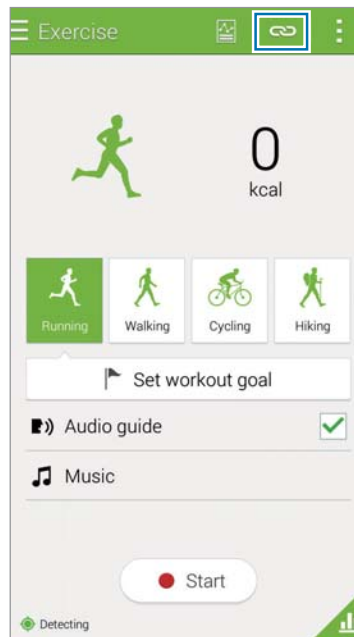 Exercise
0
kcal
Running
Walking
Cycling
Hiking
Set workout goal
Audio guide
Music
Start
Detecting